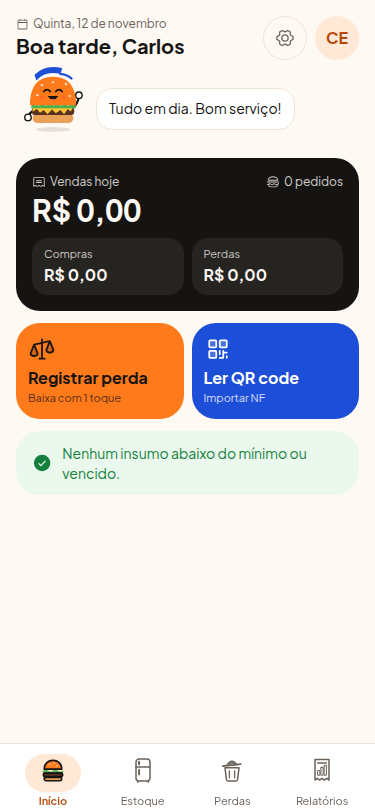 Quinta, 12 de novembro
Boa tarde, Carlos
CE
Tudo em dia. Bom serviço!
Vendas hoje
0 pedidos
R$ 0,00
Compras
R$ 0,00
Perdas
R$ 0,00
Registrar perda
Baixa com 1 toque
Ler QR code
Importar NF
Nenhum insumo abaixo do mínimo ou
vencido.
Início
Estoque
Perdas
Relatórios